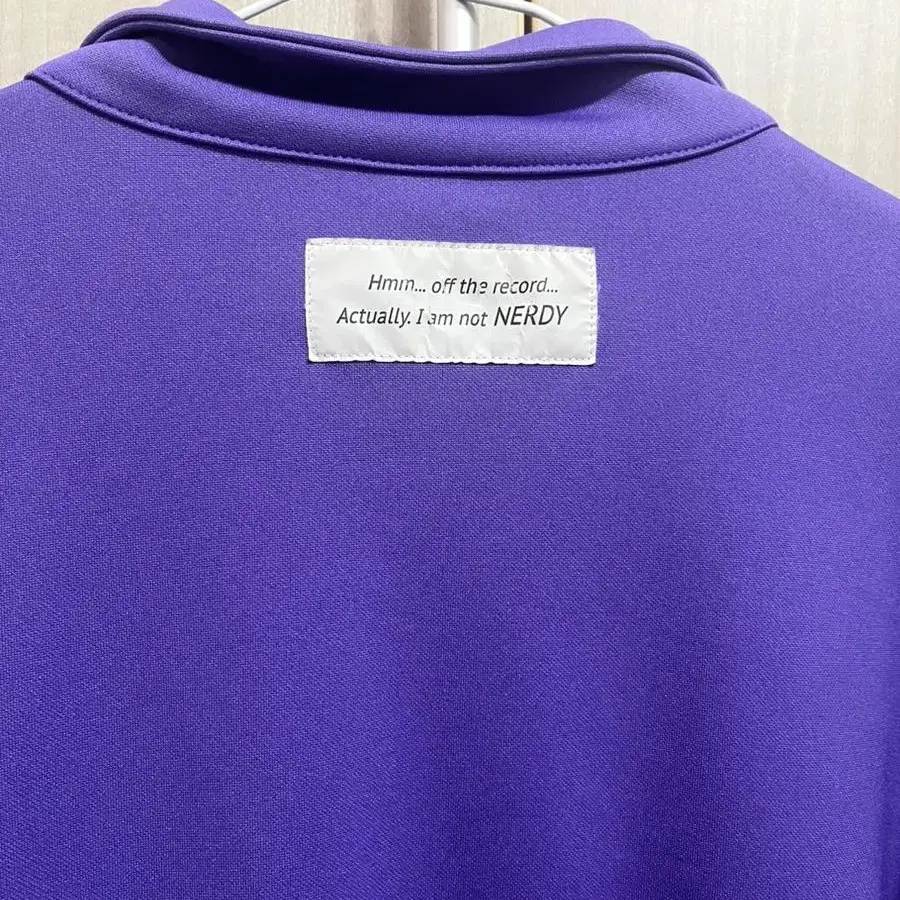 Hmm... off the record...
Actually. I am not NERDY